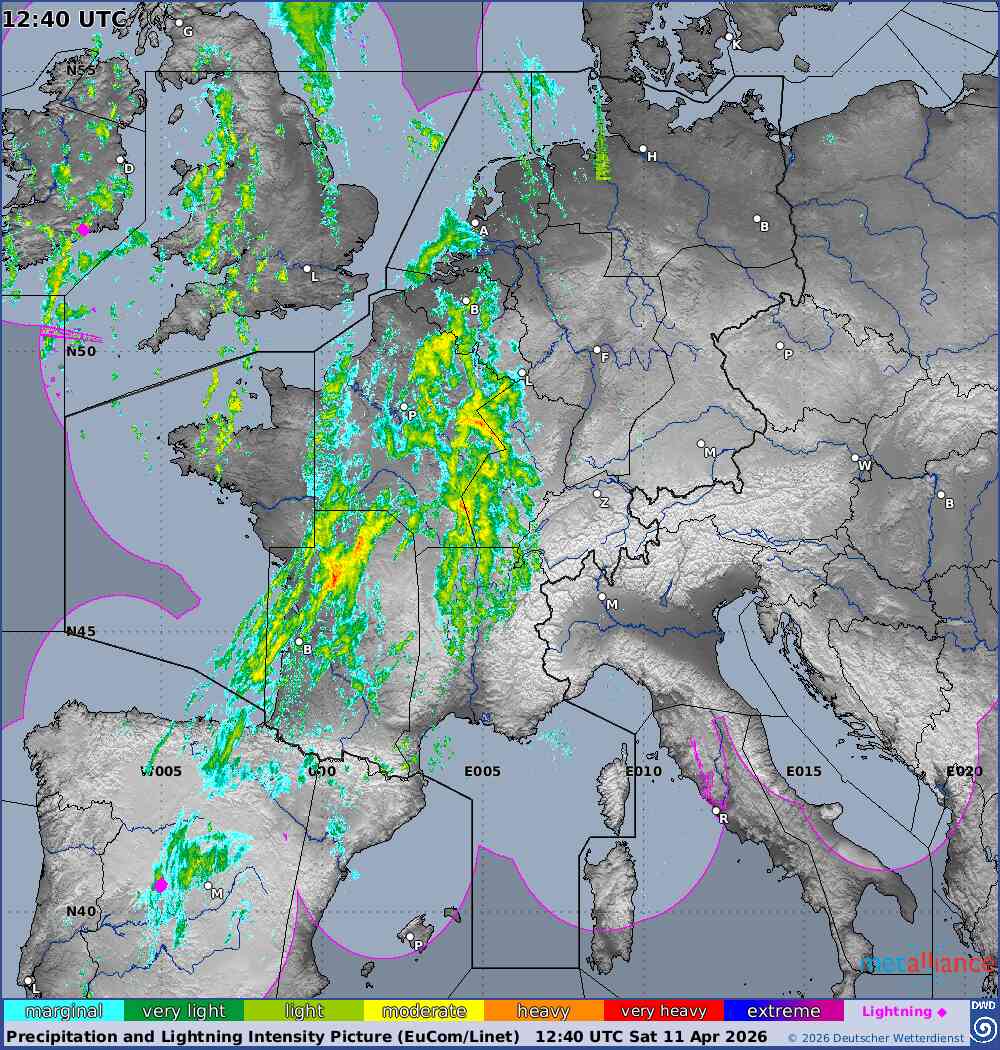 12:40 UTC
G
K
N55
H
D
B
A
L
B
N50
F
P
L
P
M
W
B
Z
M
N45
B
W005
000
E005
E010
E015
E020
R
M
N40
P
L
metalliance
marginal very light light moderate heavy very heavy extreme Lightning ◆
DWD
Precipitation and Lightning Intensity Picture (EuCom/Linet) 12:40 UTC Sat 11 Apr 2026 © 2026 Deutscher Wetterdienst